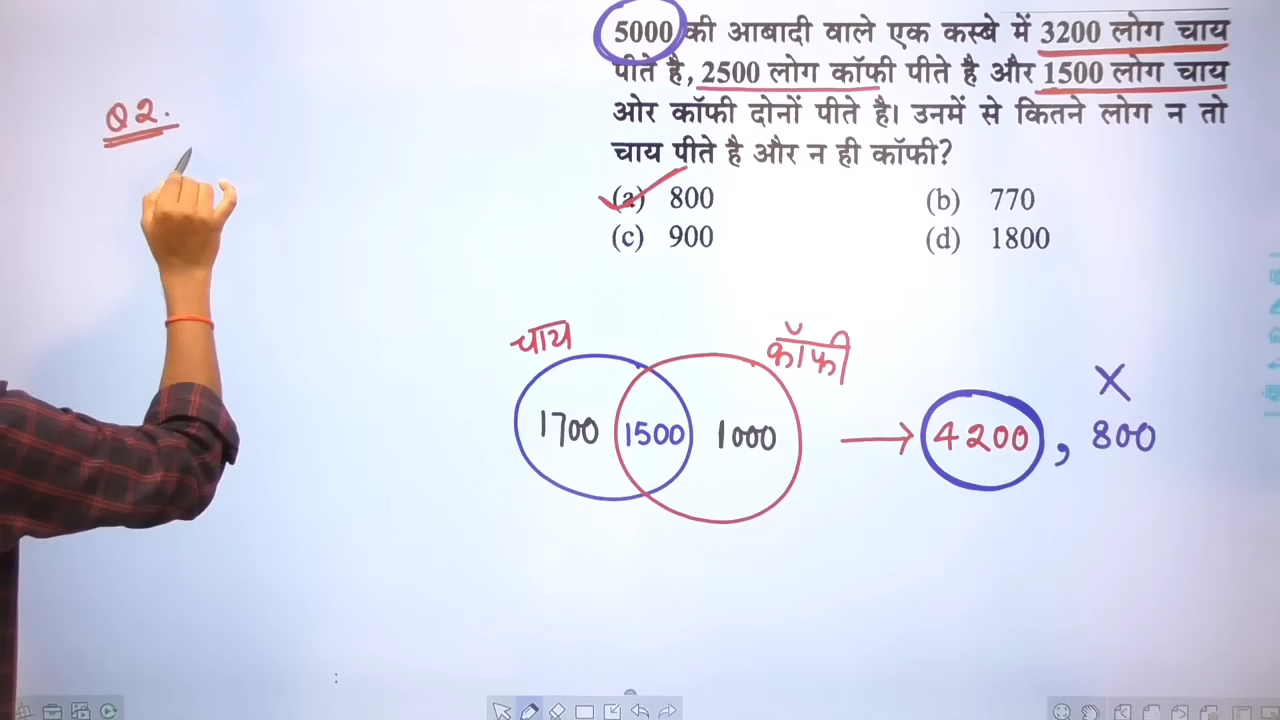 5000 की आबादी वाले एक कस्बे में 3200 लोग चाय
पीते है, 2500 लोग कॉफी पीते है और 1500 लोग चाय
ओर कॉफी दोनों पीते है। उनमें से कितने लोग न तो
चाय पीते है और न ही कॉफी?
(a) 800 (b) 770
(c) 900 (d) 1800
Q2.
चाय कॉफी
1700 1500 1000 → 4200 , 800
X